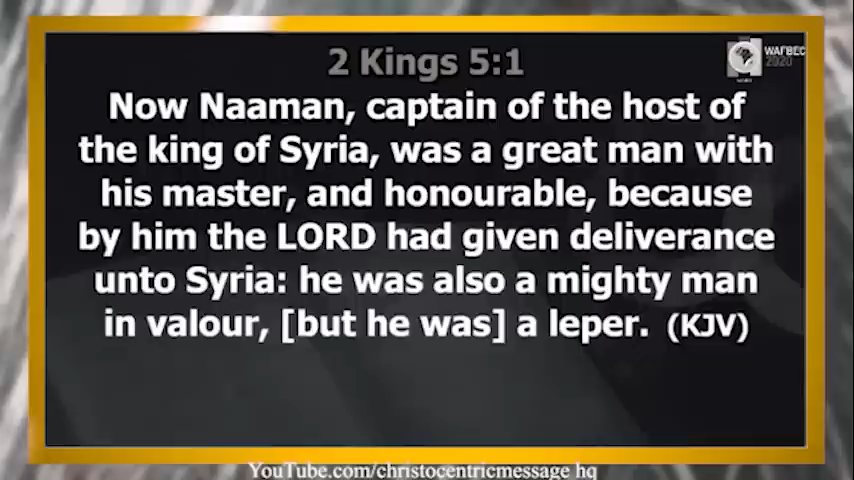 2 Kings 5:1
WAFBEC
2020
Now Naaman, captain of the host of
the king of Syria, was a great man with
his master, and honourable, because
by him the LORD had given deliverance
unto Syria: he was also a mighty man
in valour, [but he was] a leper. (KJV)
YouTube.com/christocentricmessage hq